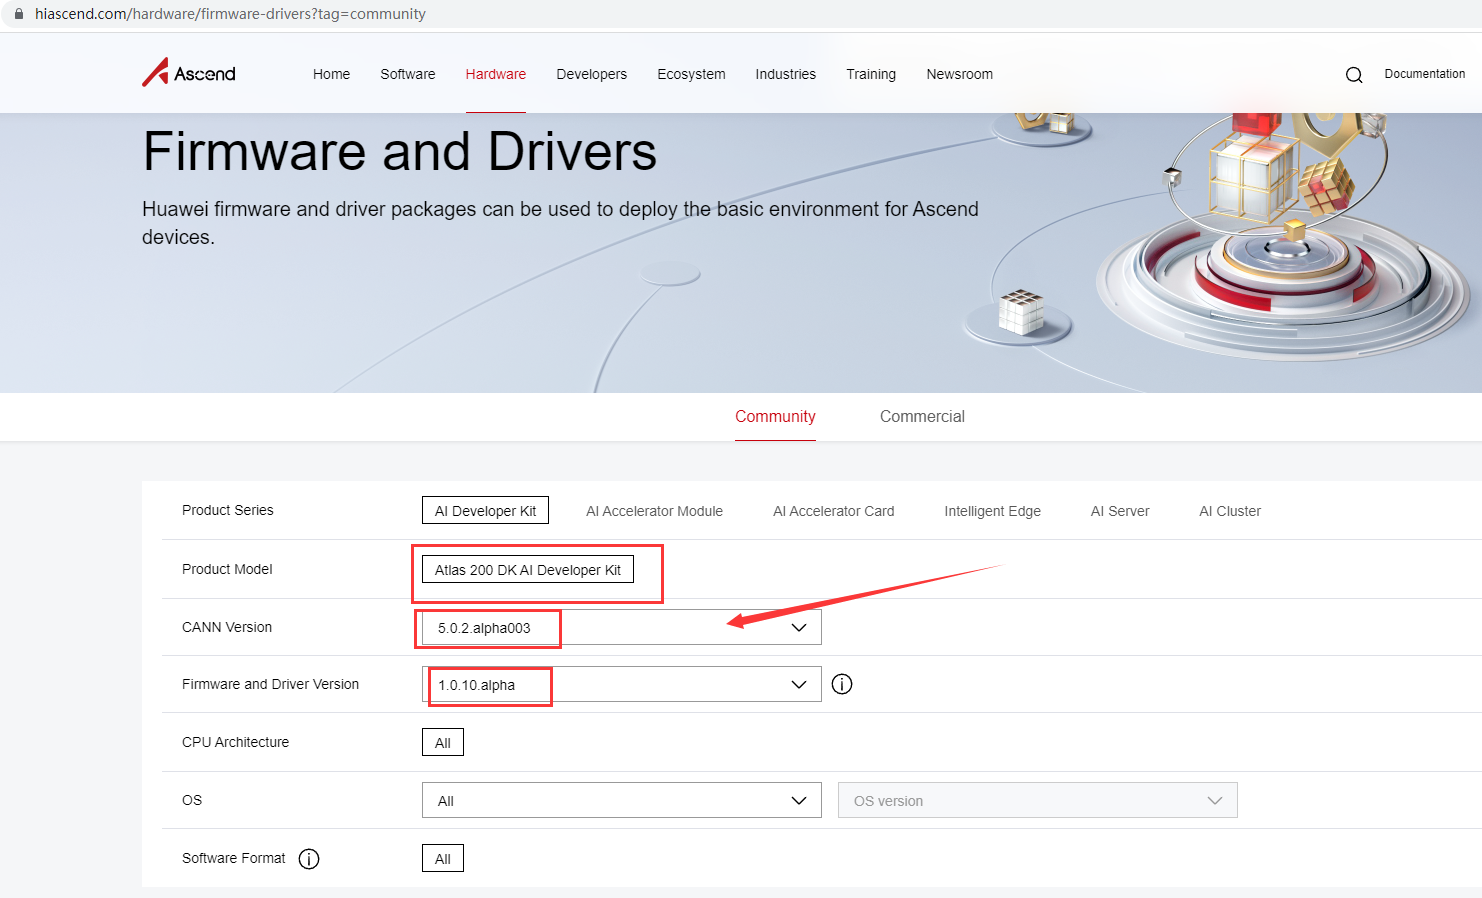 hiascend.com/hardware/firmware-drivers?tag=community
Ascend Home Software Hardware Developers Ecosystem Industries Training Newsroom Documentation
Firmware and Drivers
Huawei firmware and driver packages can be used to deploy the basic environment for Ascend
devices.
Community Commercial
Product Series AI Developer Kit AI Accelerator Module AI Accelerator Card Intelligent Edge AI Server AI Cluster
Product Model Atlas 200 DK AI Developer Kit
CANN Version 5.0.2.alpha003
Firmware and Driver Version 1.0.10.alpha
CPU Architecture All
OS All OS version
Software Format All